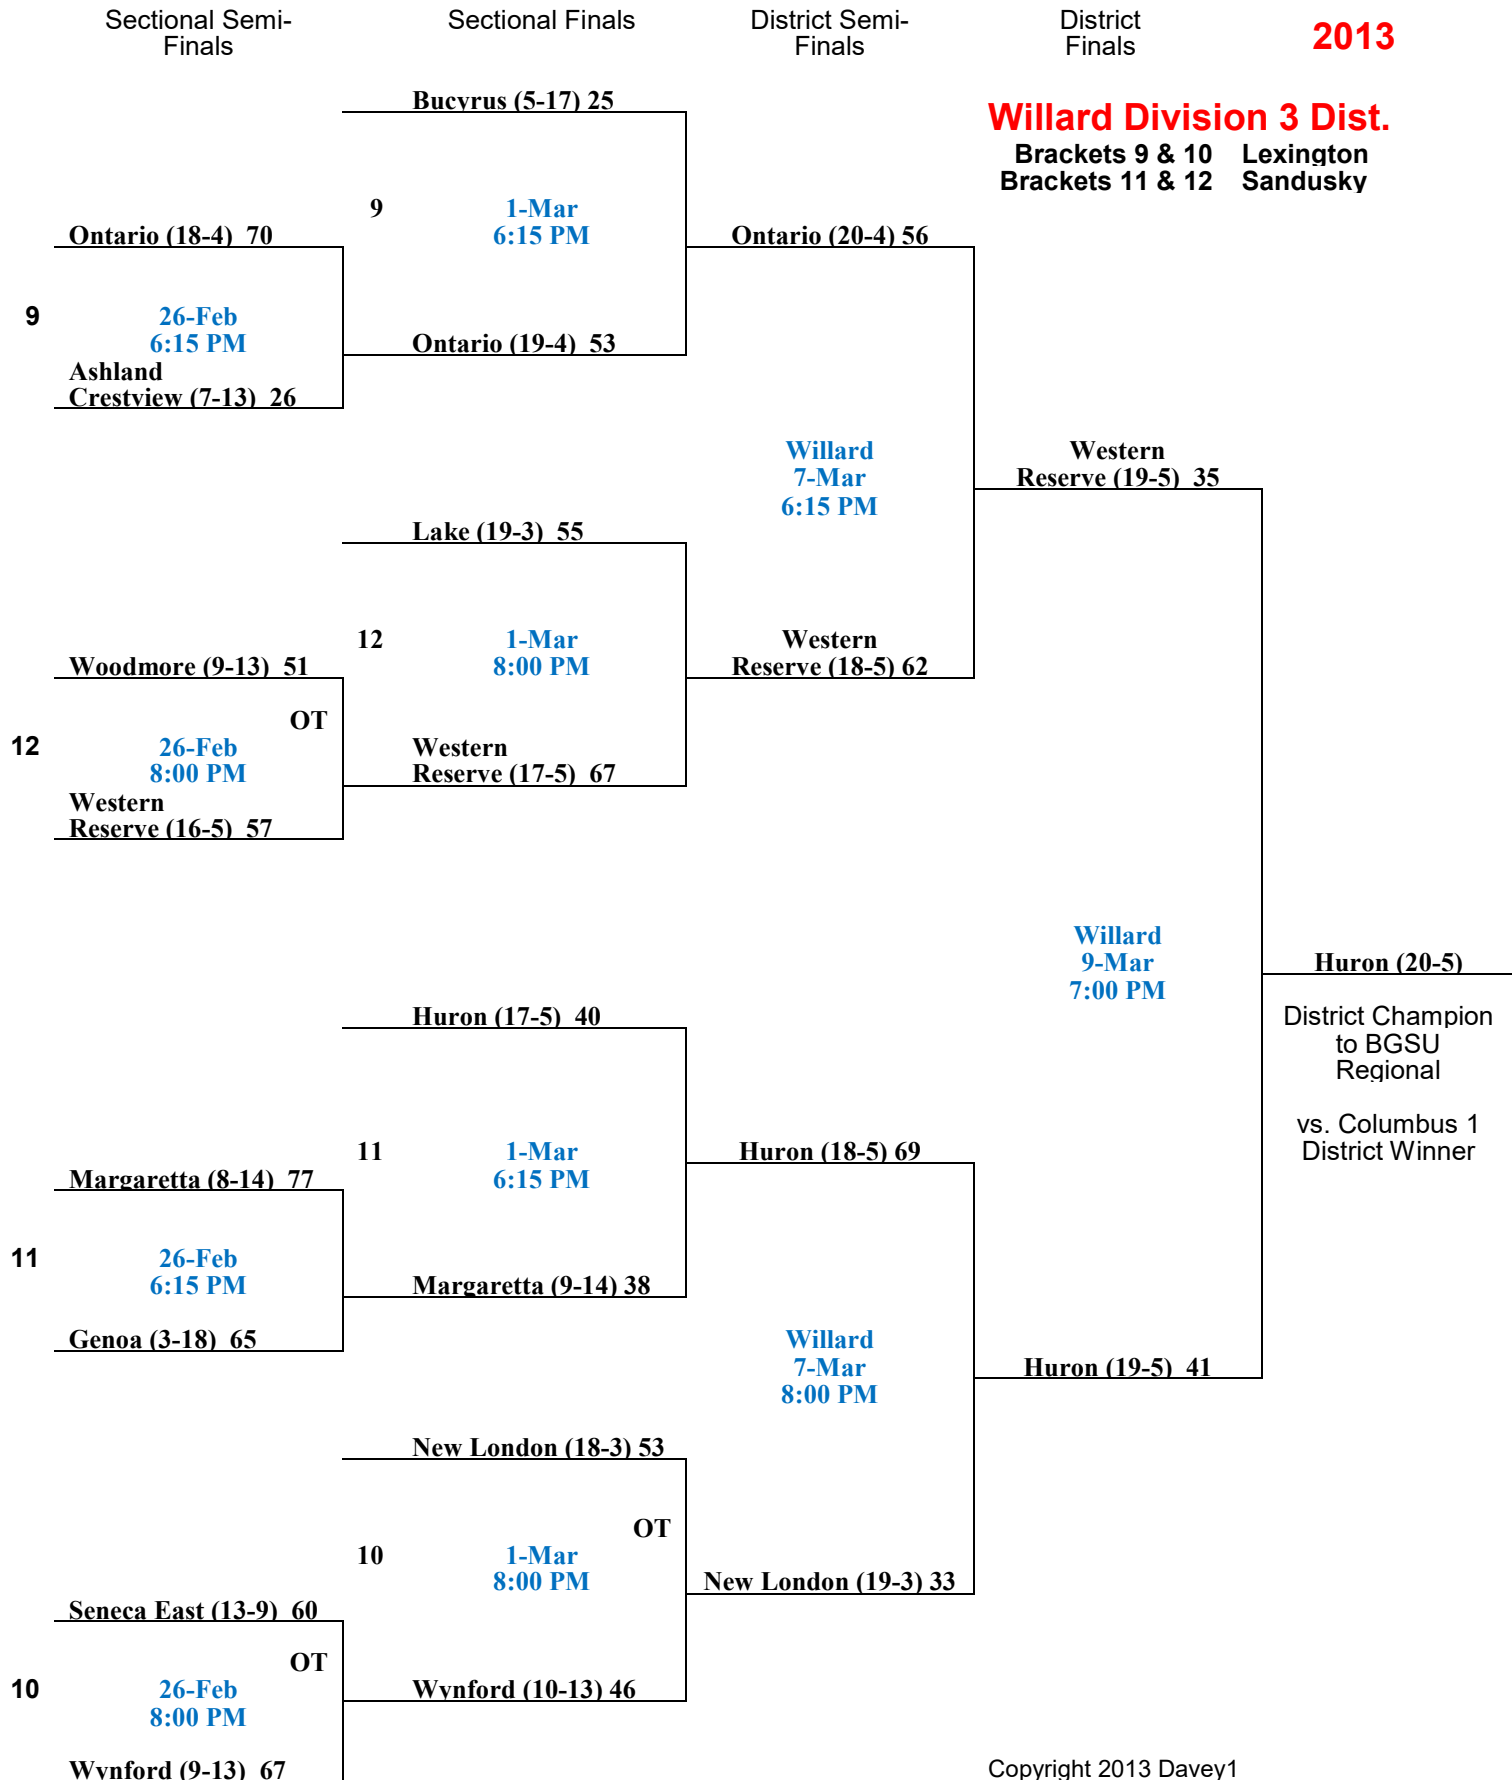 Sectional Semi-
Finals
Sectional Finals
District Semi-
Finals
District
Finals
2013
Willard Division 3 Dist.
Brackets 9 & 10 Lexington
Brackets 11 & 12 Sandusky
Bucyrus (5-17) 25
9
1-Mar
6:15 PM
Ontario (18-4) 70
Ontario (20-4) 56
9
26-Feb
6:15 PM
Ontario (19-4) 53
Ashland
Crestview (7-13) 26
Willard
7-Mar
6:15 PM
Western
Reserve (19-5) 35
Lake (19-3) 55
12
1-Mar
8:00 PM
Woodmore (9-13) 51
Western
Reserve (18-5) 62
OT
12
26-Feb
8:00 PM
Western
Reserve (17-5) 67
Western
Reserve (16-5) 57
Willard
9-Mar
7:00 PM
Huron (20-5)
District Champion
to BGSU
Regional
vs. Columbus 1
District Winner
Huron (17-5) 40
11
1-Mar
6:15 PM
Huron (18-5) 69
Margaretta (8-14) 77
11
26-Feb
6:15 PM
Margaretta (9-14) 38
Genoa (3-18) 65
Willard
7-Mar
8:00 PM
Huron (19-5) 41
New London (18-3) 53
OT
10
1-Mar
8:00 PM
New London (19-3) 33
Seneca East (13-9) 60
OT
10
26-Feb
8:00 PM
Wynford (10-13) 46
Wynford (9-13) 67
Copyright 2013 Davey1